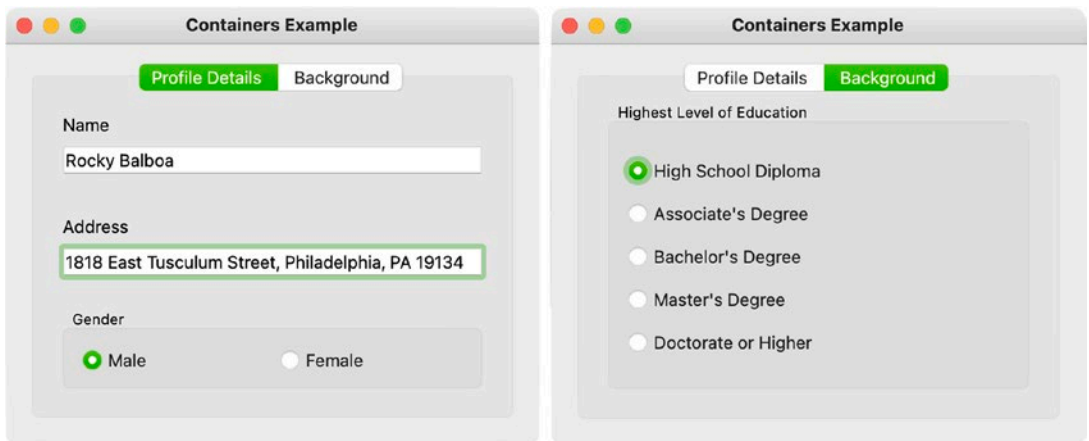 Containers Example
Profile Details Background
Name
Rocky Balboa
Address
1818 East Tusculum Street, Philadelphia, PA 19134
Gender
Male Female
Containers Example
Profile Details Background
Highest Level of Education
High School Diploma
Associate's Degree
Bachelor's Degree
Master's Degree
Doctorate or Higher